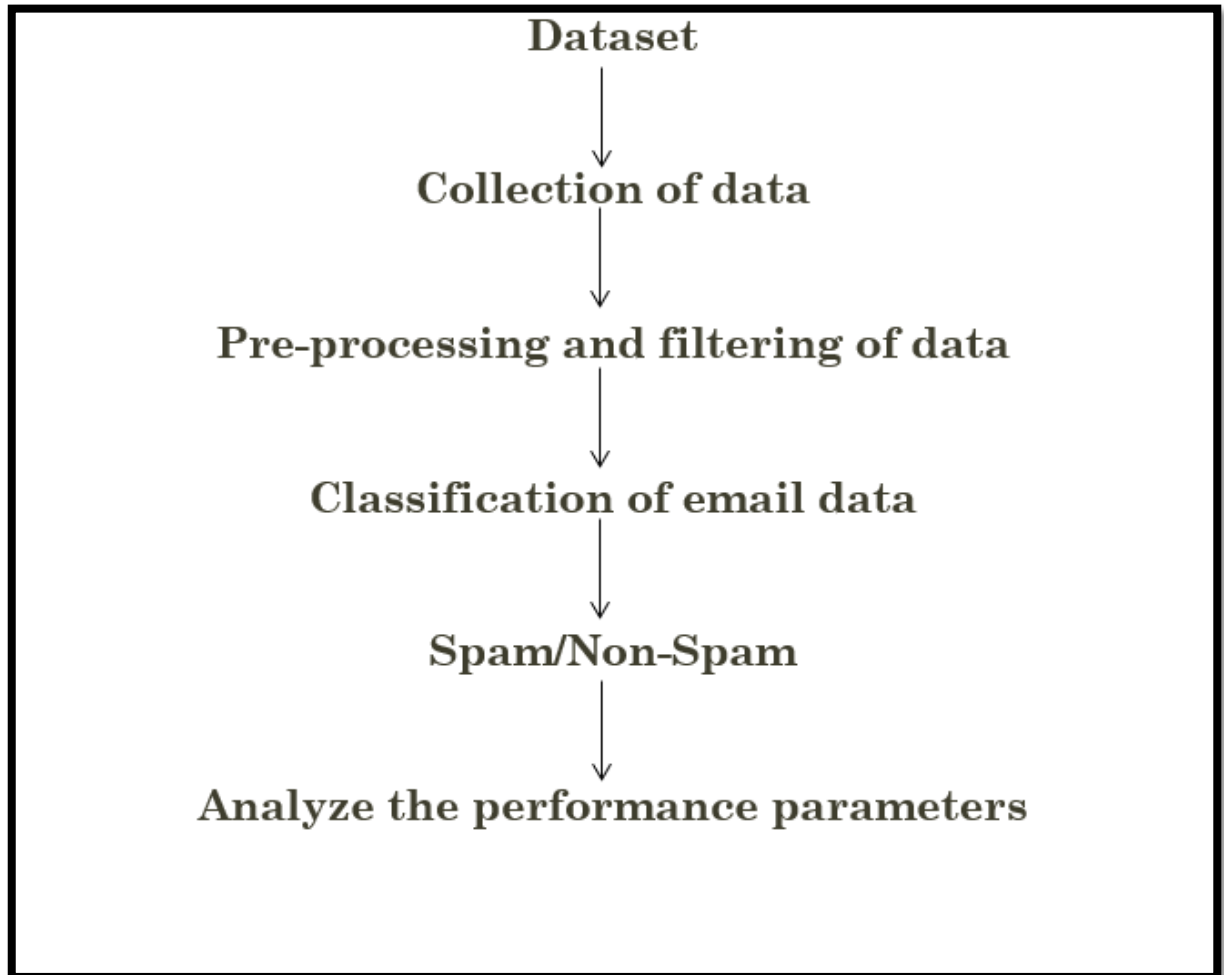 Dataset
Collection of data
Pre-processing and filtering of data
Classification of email data
Spam/Non-Spam
Analyze the performance parameters